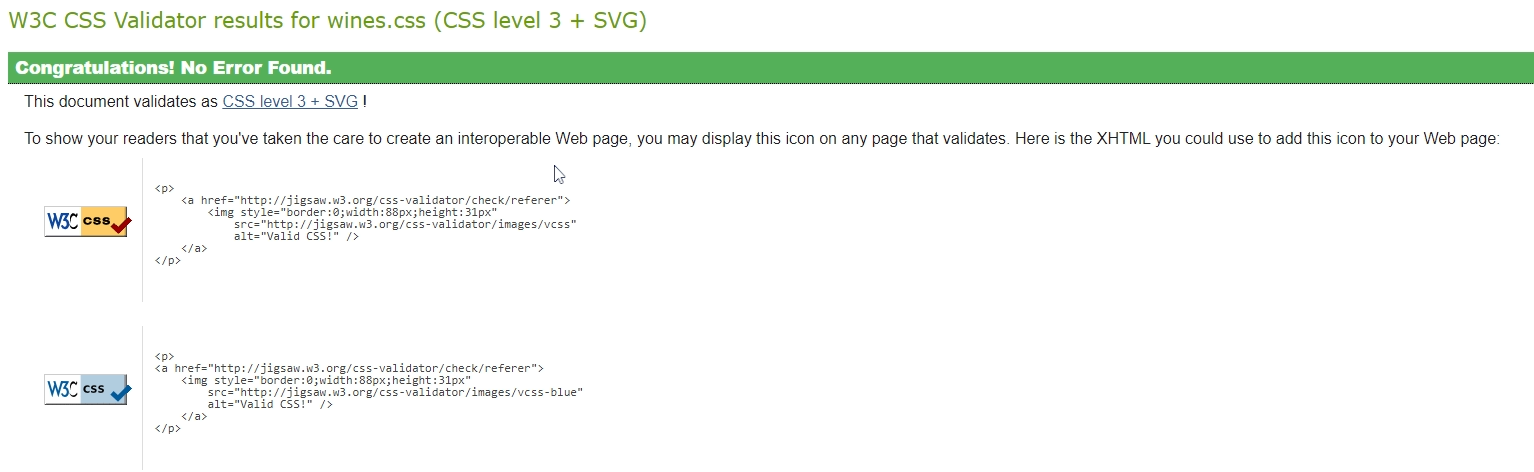 W3C CSS Validator results for wines.css (CSS level 3 + SVG)
Congratulations! No Error Found.
This document validates as CSS level 3 + SVG !
To show your readers that you've taken the care to create an interoperable Web page, you may display this icon on any page that validates. Here is the XHTML you could use to add this icon to your Web page:
W3C css
<p>
<a href="http://jigsaw.w3.org/css-validator/check/referer">
<img style="border:0;width:88px;height:31px"
src="http://jigsaw.w3.org/css-validator/images/vcss"
alt="Valid CSS!" />
</a>
</p>
W3C css
<p>
<a href="http://jigsaw.w3.org/css-validator/check/referer">
<img style="border:0;width:88px;height:31px"
src="http://jigsaw.w3.org/css-validator/images/vcss-blue"
alt="Valid CSS!" />
</a>
</p>